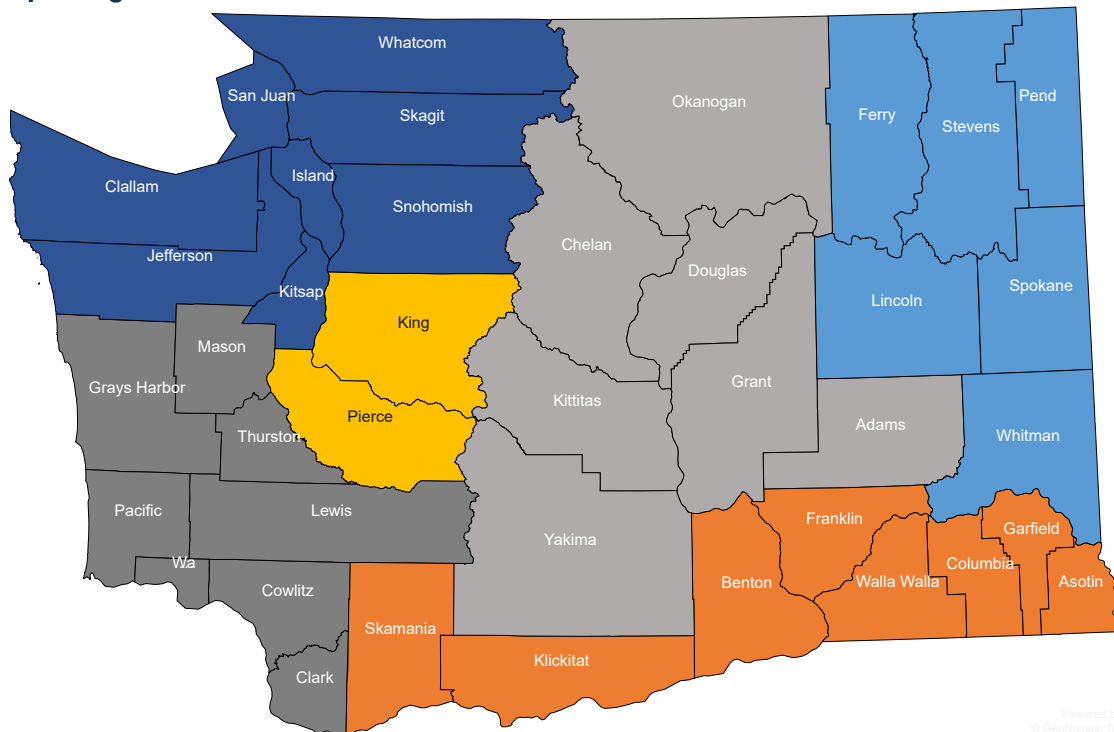 Whatcom
San Juan
Skagit
Okanogan
Ferry
Stevens
Pend
Clallam
Island
Snohomish
Chelan
Douglas
Jefferson
Kitsap
Lincoln
Spokane
King
Mason
Grays Harbor
Kittitas
Grant
Pierce
Thurston
Adams
Whitman
Pacific
Lewis
Yakima
Franklin
Garfield
Wa
Cowlitz
Benton
Walla Walla
Columbia
Asotin
Skamania
Klickitat
Clark
Powered b
© GeoNames, T